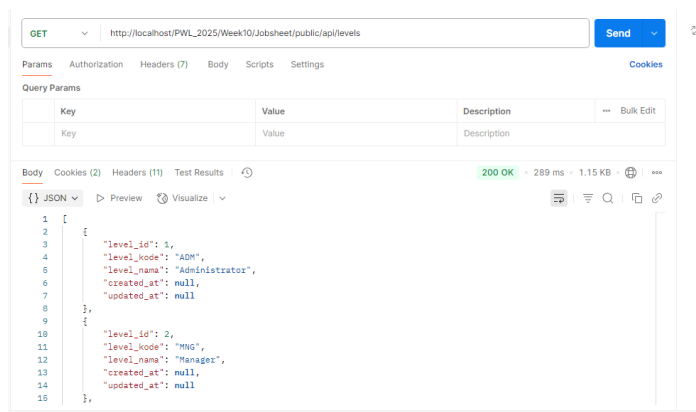 GET http://localhost/PWL_2025/Week10/Jobsheet/public/api/levels Send
Params Authorization Headers (7) Body Scripts Settings Cookies
Query Params
Key Value Description Bulk Edit
Key Value Description
Body Cookies (2) Headers (11) Test Results 200 OK 289 ms 1.15 KB
{} JSON Preview Visualize
1 [
2 {
3 "level_id": 1,
4 "level_kode": "ADM",
5 "level_nama": "Administrator",
6 "created_at": null,
7 "updated_at": null
8 },
9 {
10 "level_id": 2,
11 "level_kode": "MNG",
12 "level_nama": "Manager",
13 "created_at": null,
14 "updated_at": null
15 },